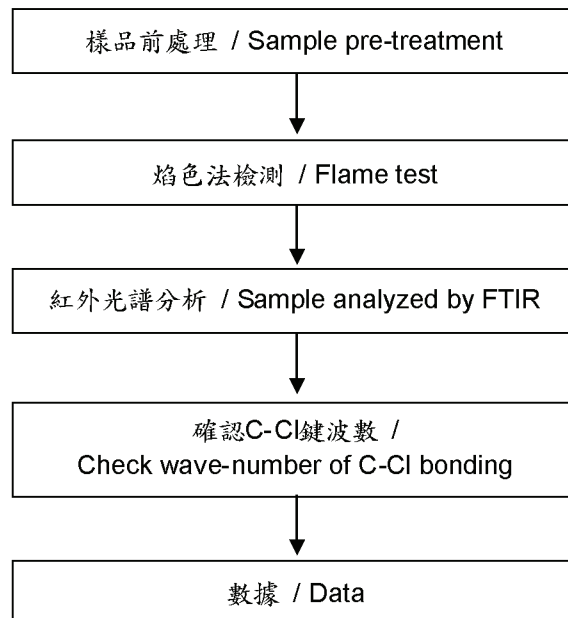 樣品前處理 / Sample pre-treatment
焰色法檢測 / Flame test
紅外光譜分析 / Sample analyzed by FTIR
確認C-Cl鍵波數 /
Check wave-number of C-Cl bonding
數據 / Data